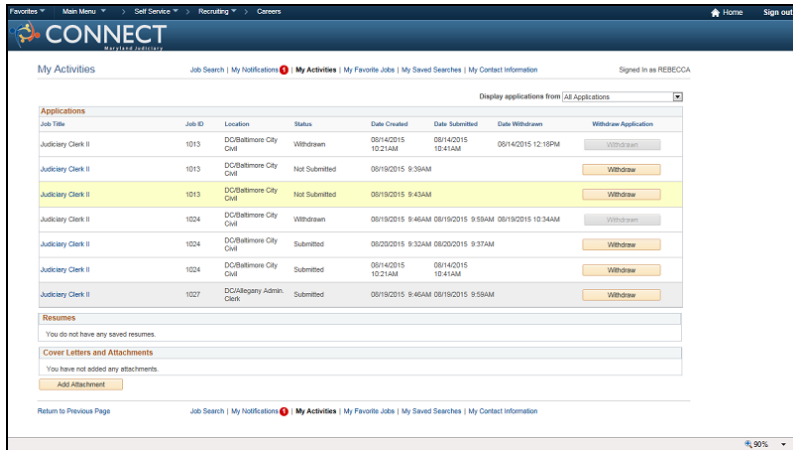 Favorites Main Menu > Self Service > Recruiting > Careers Home Sign out
CONNECT
Maryland Judiciary
My Activities Job Search | My Notifications 1 | My Activities | My Favorite Jobs | My Saved Searches | My Contact Information Signed In as REBECCA
Display applications from All Applications
Applications
Job Title Job ID Location Status Date Created Date Submitted Date Withdrawn Withdraw Application
Judiciary Clerk II 1013 DC/Baltimore City Civil Withdrawn 08/14/2015 10:21AM 08/14/2015 10:41AM 08/14/2015 12:18PM Withdrawn
Judiciary Clerk II 1013 DC/Baltimore City Civil Not Submitted 08/19/2015 9:39AM Withdraw
Judiciary Clerk II 1013 DC/Baltimore City Civil Not Submitted 08/19/2015 9:43AM Withdraw
Judiciary Clerk II 1024 DC/Baltimore City Civil Withdrawn 08/19/2015 9:46AM 08/19/2015 9:59AM 08/19/2015 10:34AM Withdrawn
Judiciary Clerk II 1024 DC/Baltimore City Civil Submitted 08/20/2015 9:32AM 08/20/2015 9:37AM Withdraw
Judiciary Clerk II 1024 DC/Baltimore City Civil Submitted 08/14/2015 10:21AM 08/14/2015 10:41AM Withdraw
Judiciary Clerk II 1027 DC/Allegany Admin. Clerk Submitted 08/19/2015 9:46AM 08/19/2015 9:59AM Withdraw
Resumes
You do not have any saved resumes.
Cover Letters and Attachments
You have not added any attachments.
Add Attachment
Return to Previous Page Job Search | My Notifications 1 | My Activities | My Favorite Jobs | My Saved Searches | My Contact Information
90%